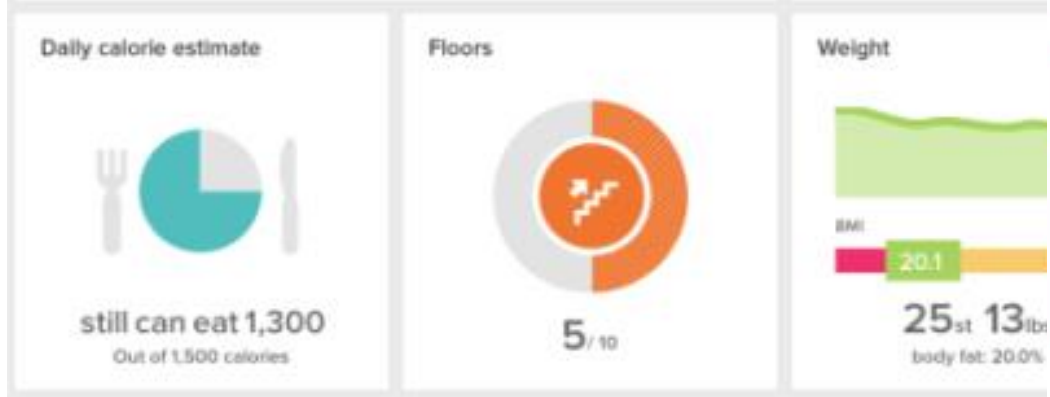 Daily calorie estimate
still can eat 1,300
Out of 1,500 calories
Floors
5/ 10
Weight
BMI
20.1
25st 13lbs
body fat: 20.0%